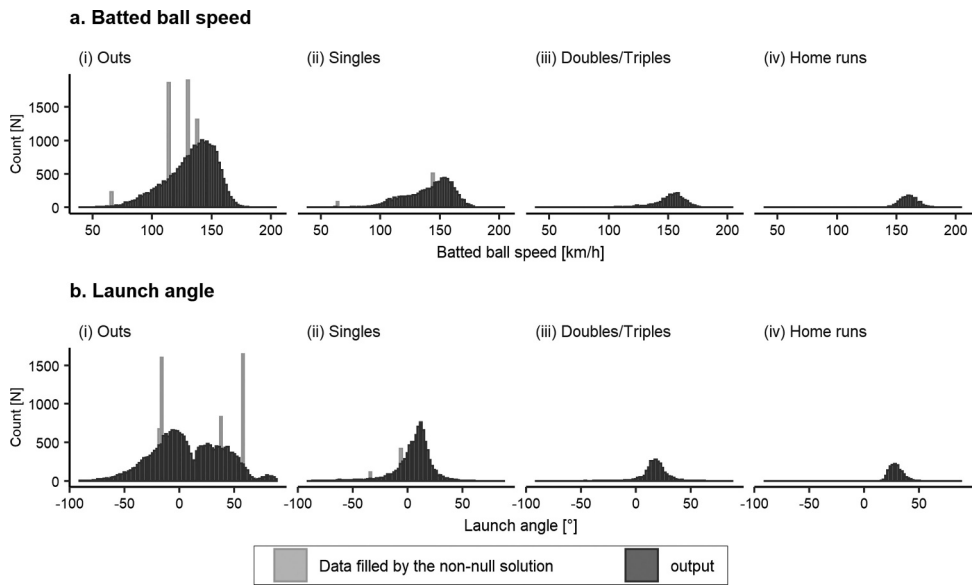 a. Batted ball speed
(i) Outs
(ii) Singles
(iii) Doubles/Triples
(iv) Home runs
Count [N]
1500
1000
500
0
50 100 150 200
50 100 150 200
50 100 150 200
50 100 150 200
Batted ball speed [km/h]
b. Launch angle
(i) Outs
(ii) Singles
(iii) Doubles/Triples
(iv) Home runs
Count [N]
1500
1000
500
0
-100 -50 0 50
-100 -50 0 50
-100 -50 0 50
-100 -50 0 50
Launch angle [°]
Data filled by the non-null solution
output